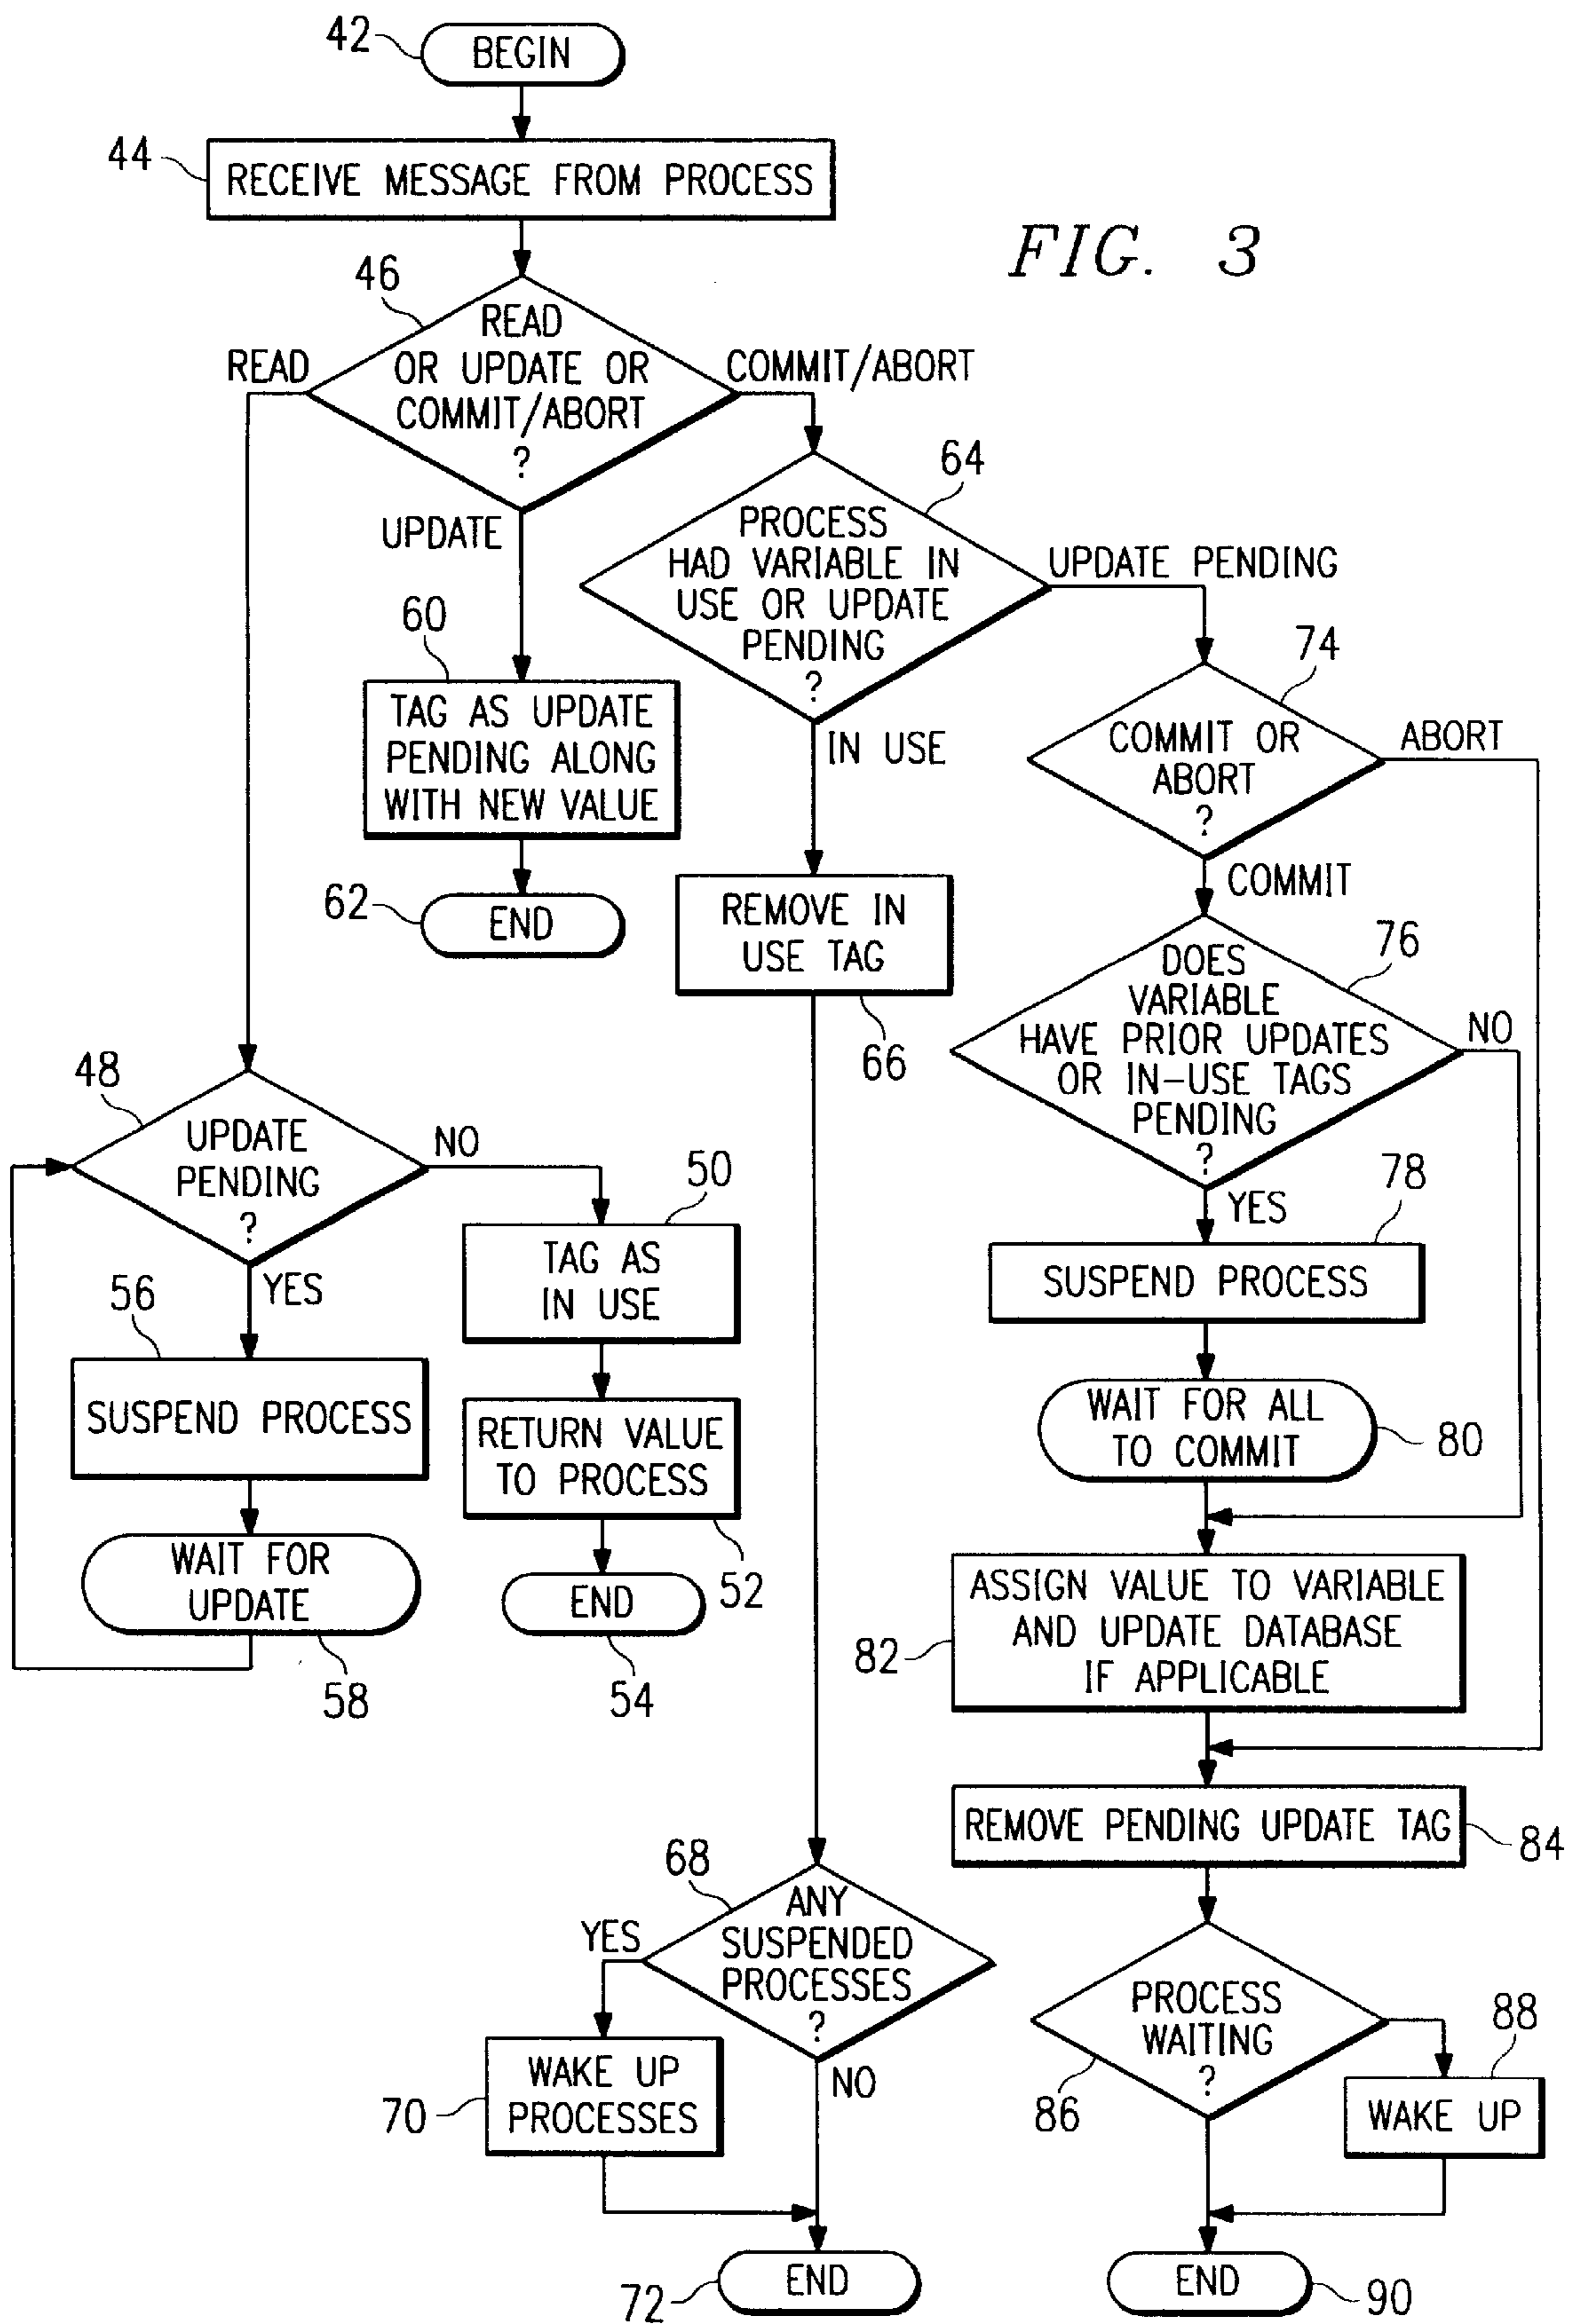 42
BEGIN
44
RECEIVE MESSAGE FROM PROCESS
FIG. 3
46
READ
OR UPDATE OR
COMMIT/ABORT
?
READ
COMMIT/ABORT
UPDATE
64
PROCESS
HAD VARIABLE IN
USE OR UPDATE
PENDING
?
UPDATE PENDING
IN USE
60
TAG AS UPDATE
PENDING ALONG
WITH NEW VALUE
62
END
74
COMMIT OR
ABORT
?
ABORT
COMMIT
REMOVE IN
USE TAG
66
76
DOES
VARIABLE
HAVE PRIOR UPDATES
OR IN-USE TAGS
PENDING
?
NO
YES
48
UPDATE
PENDING
?
NO
YES
50
TAG AS
IN USE
56
SUSPEND PROCESS
RETURN VALUE
TO PROCESS
52
WAIT FOR
UPDATE
58
END
54
78
SUSPEND PROCESS
WAIT FOR ALL
TO COMMIT
80
ASSIGN VALUE TO VARIABLE
AND UPDATE DATABASE
IF APPLICABLE
82
REMOVE PENDING UPDATE TAG
84
68
ANY
SUSPENDED
PROCESSES
?
YES
NO
WAKE UP
PROCESSES
70
END
72
PROCESS
WAITING
?
86
88
WAKE UP
END
90